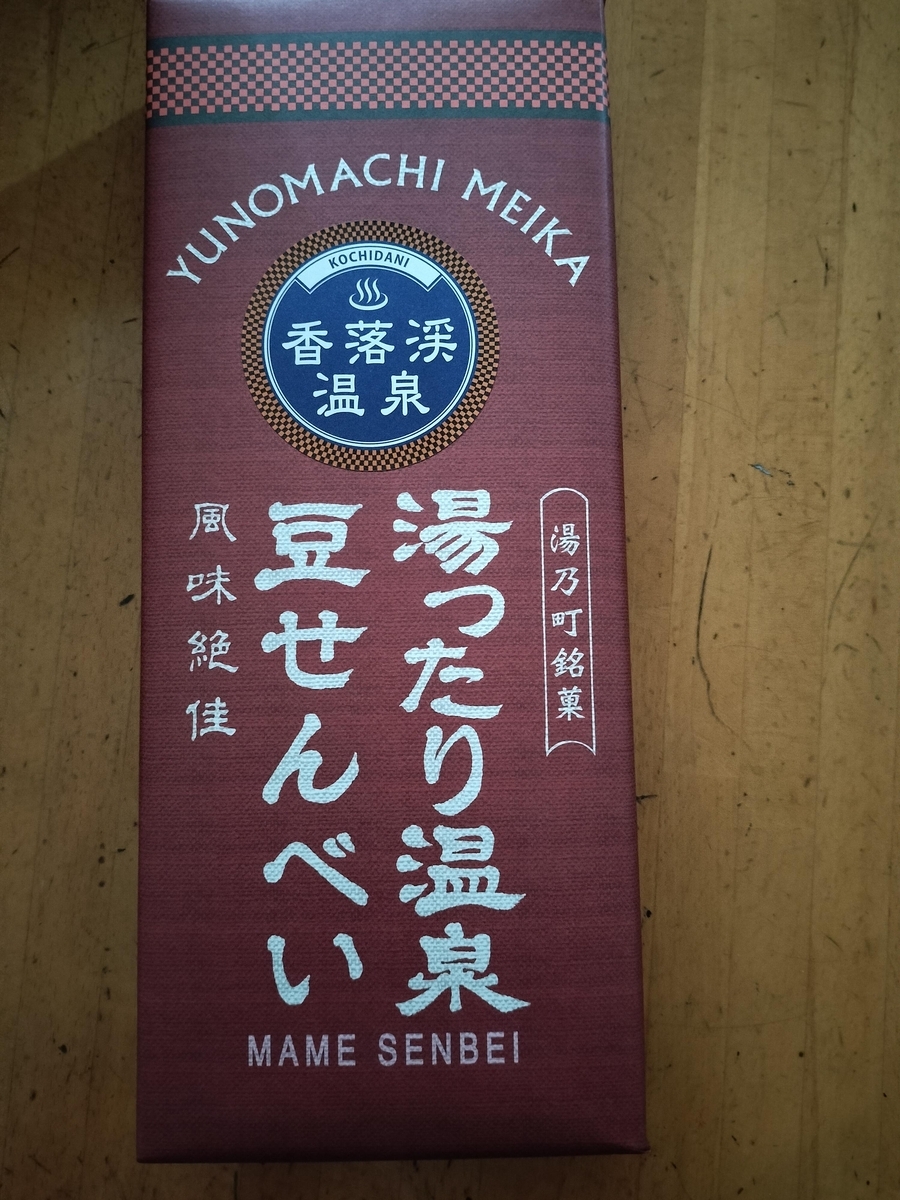 YUNOMACHI MEIKA
KOCHIDANI
香落渓
温泉
湯乃町銘菓
湯ったり温泉
豆せんべい
風味絶佳
MAME SENBEI